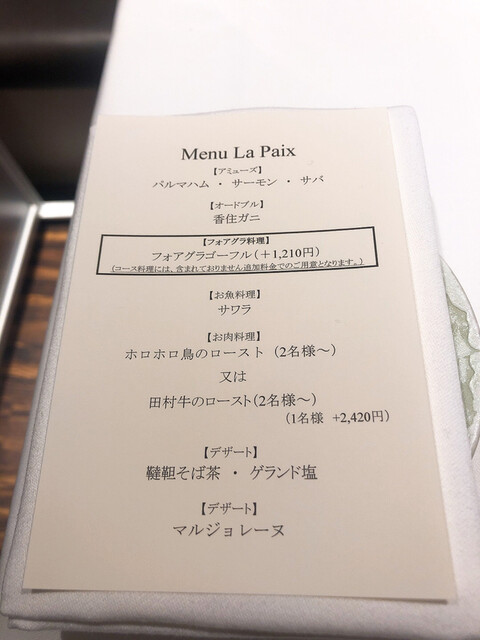 Menu La Paix
【アミューズ】
パルマハム ・ サーモン ・ サバ
【オードブル】
香住ガニ
【フォアグラ料理】
フォアグラゴーフル(＋1,210円)
(コース料理には、含まれておりません追加料金でのご用意となります。)
【お魚料理】
サワラ
【お肉料理】
ホロホロ鳥のロースト (2名様～)
又は
田村牛のロースト(2名様～)
(1名様 +2,420円)
【デザート】
韃靼そば茶 ・ ゲランド塩
【デザート】
マルジョレーヌ